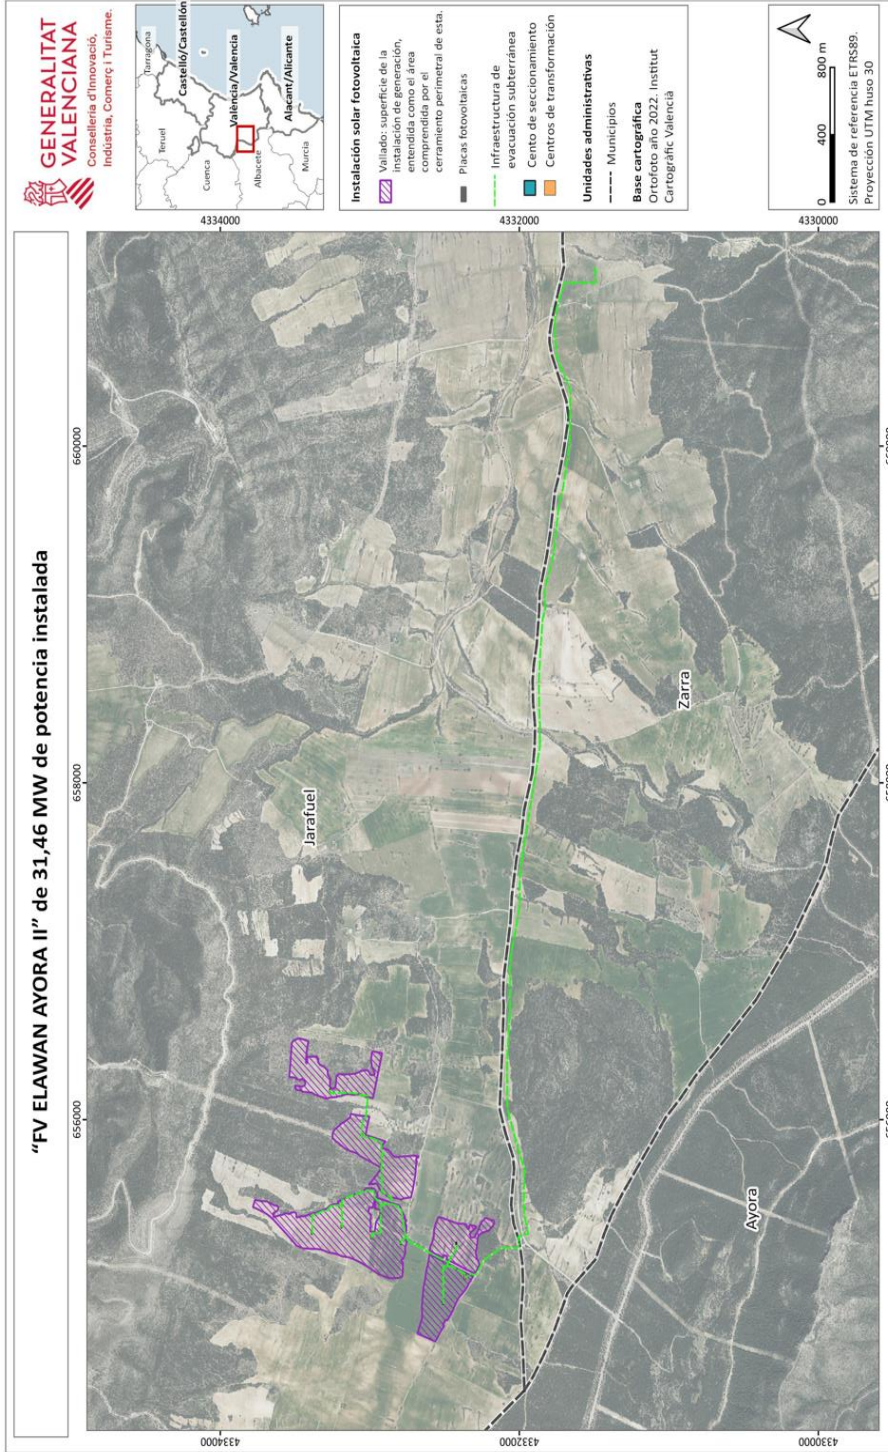 GENERALITAT
VALENCIANA
Conselleria d'Innovació,
Indústria, Comerç i Turisme.
"FV ELAWAN AYORA II" de 31,46 MW de potencia instalada
Tarragona
Teruel
Castelló/Castellón
Cuenca
València/Valencia
Albacete
Alacant/Alicante
Murcia
Instalación solar fotovoltaica
Vallado: superficie de la
instalación de generación,
entendida como el área
comprendida por el
cerramiento perimetral de esta.
Placas fotovoltaicas
Infraestructura de
evacuación subterránea
Cento de seccionamiento
Centros de transformación
Unidades administrativas
Municipios
Base cartográfica
Ortofoto año 2022. Institut
Cartogràfic Valencià
0 400 800 m
Sistema de referencia ETRS89.
Proyección UTM huso 30
656000 658000 660000
4334000 4334000
4332000 4332000
4330000 4330000
Jarafuel
Zarra
Ayora